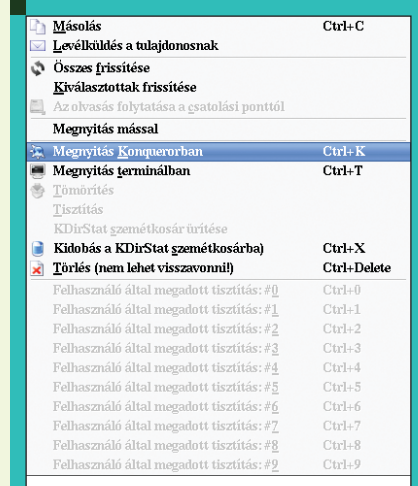 Másolás Ctrl+C
Levélküldés a tulajdonosnak
Összes frissítése
Kiválasztottak frissítése
Az olvasás folytatása a csatolási ponttól
Megnyitás mással
Megnyitás Konquerorban Ctrl+K
Megnyitás terminálban Ctrl+T
Tömörítés
Tisztítás
KDirStat szemétkosár ürítése
Kidobás a KDirStat szemétkosárba) Ctrl+X
Törlés (nem lehet visszavonni!) Ctrl+Delete
Felhasználó által megadott tisztítás: #0 Ctrl+0
Felhasználó által megadott tisztítás: #1 Ctrl+1
Felhasználó által megadott tisztítás: #2 Ctrl+2
Felhasználó által megadott tisztítás: #3 Ctrl+3
Felhasználó által megadott tisztítás: #4 Ctrl+4
Felhasználó által megadott tisztítás: #5 Ctrl+5
Felhasználó által megadott tisztítás: #6 Ctrl+6
Felhasználó által megadott tisztítás: #7 Ctrl+7
Felhasználó által megadott tisztítás: #8 Ctrl+8
Felhasználó által megadott tisztítás: #9 Ctrl+9